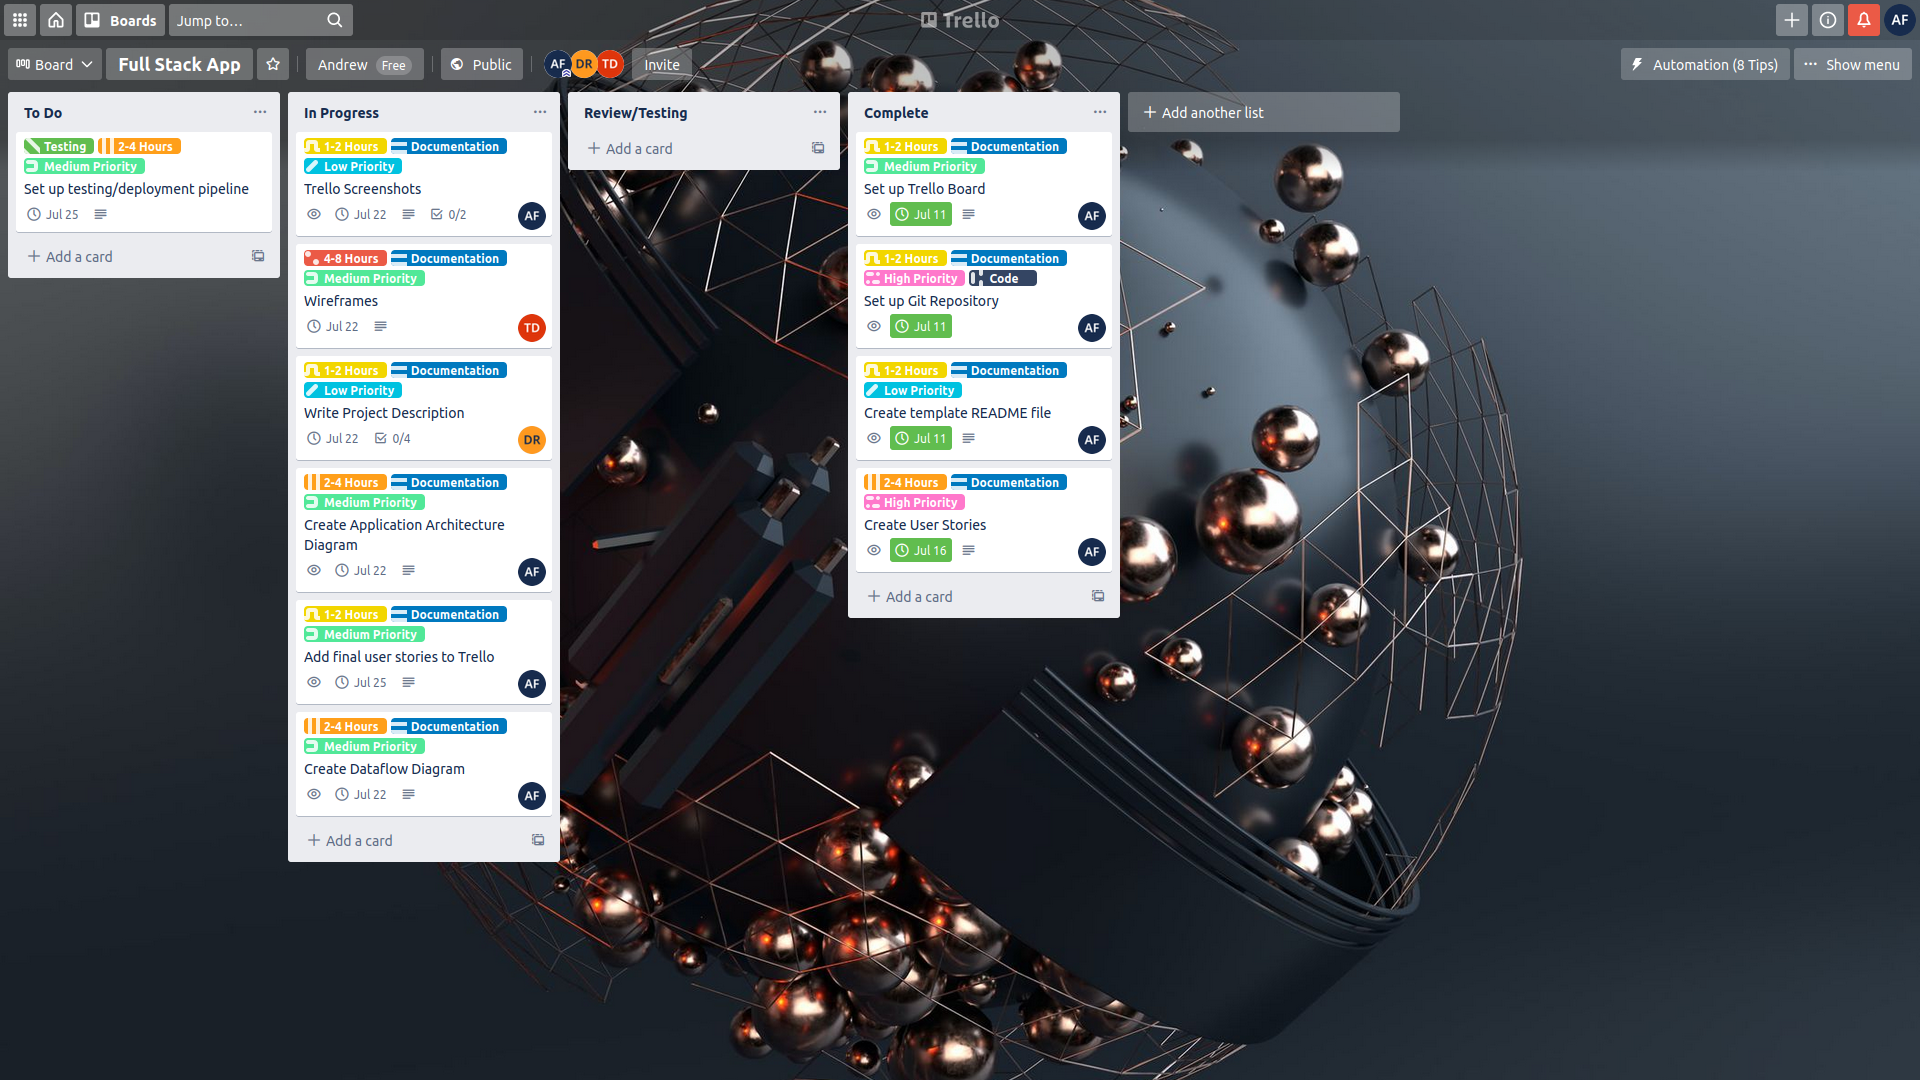 Boards
Jump to...
Trello
AF
Board
Full Stack App
Andrew Free
Public
AF DR TD
Invite
Automation (8 Tips)
Show menu
To Do
Testing 2-4 Hours
Medium Priority
Set up testing/deployment pipeline
Jul 25
Add a card
In Progress
1-2 Hours Documentation
Low Priority
Trello Screenshots
Jul 22 0/2 AF
4-8 Hours Documentation
Medium Priority
Wireframes
Jul 22 TD
1-2 Hours Documentation
Low Priority
Write Project Description
Jul 22 0/4 DR
2-4 Hours Documentation
Medium Priority
Create Application Architecture
Diagram
Jul 22 AF
1-2 Hours Documentation
Medium Priority
Add final user stories to Trello
Jul 25 AF
2-4 Hours Documentation
Medium Priority
Create Dataflow Diagram
Jul 22 AF
Add a card
Review/Testing
Add a card
Complete
1-2 Hours Documentation
Medium Priority
Set up Trello Board
Jul 11 AF
1-2 Hours Documentation
High Priority Code
Set up Git Repository
Jul 11 AF
1-2 Hours Documentation
Low Priority
Create template README file
Jul 11 AF
2-4 Hours Documentation
High Priority
Create User Stories
Jul 16 AF
Add a card
Add another list